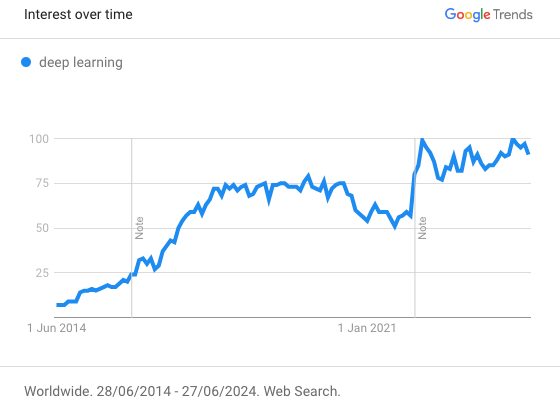 Interest over time
Google Trends
deep learning
100
75
50
25
Note
Note
1 Jun 2014
1 Jan 2021
Worldwide. 28/06/2014 - 27/06/2024. Web Search.